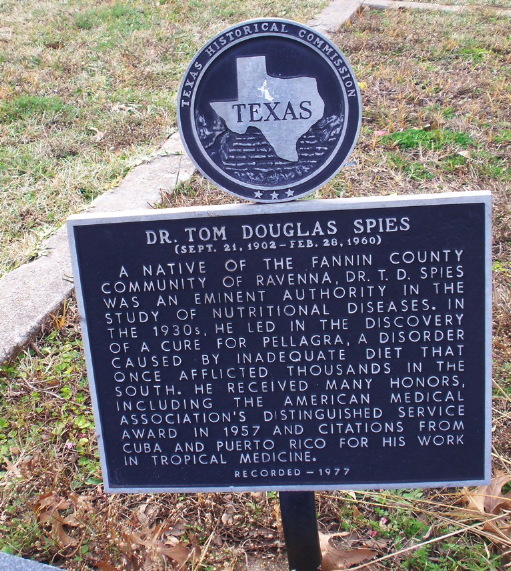 TEXAS HISTORICAL COMMISSION
TEXAS
DR. TOM DOUGLAS SPIES
(SEPT. 21, 1902 – FEB. 28, 1960)
A NATIVE OF THE FANNIN COUNTY
COMMUNITY OF RAVENNA, DR. T. D. SPIES
WAS AN EMINENT AUTHORITY IN THE
STUDY OF NUTRITIONAL DISEASES. IN
THE 1930s, HE LED IN THE DISCOVERY
OF A CURE FOR PELLAGRA, A DISORDER
CAUSED BY INADEQUATE DIET THAT
ONCE AFFLICTED THOUSANDS IN THE
SOUTH. HE RECEIVED MANY HONORS,
INCLUDING THE AMERICAN MEDICAL
ASSOCIATION'S DISTINGUISHED SERVICE
AWARD IN 1957 AND CITATIONS FROM
CUBA AND PUERTO RICO FOR HIS WORK
IN TROPICAL MEDICINE.
RECORDED – 1977